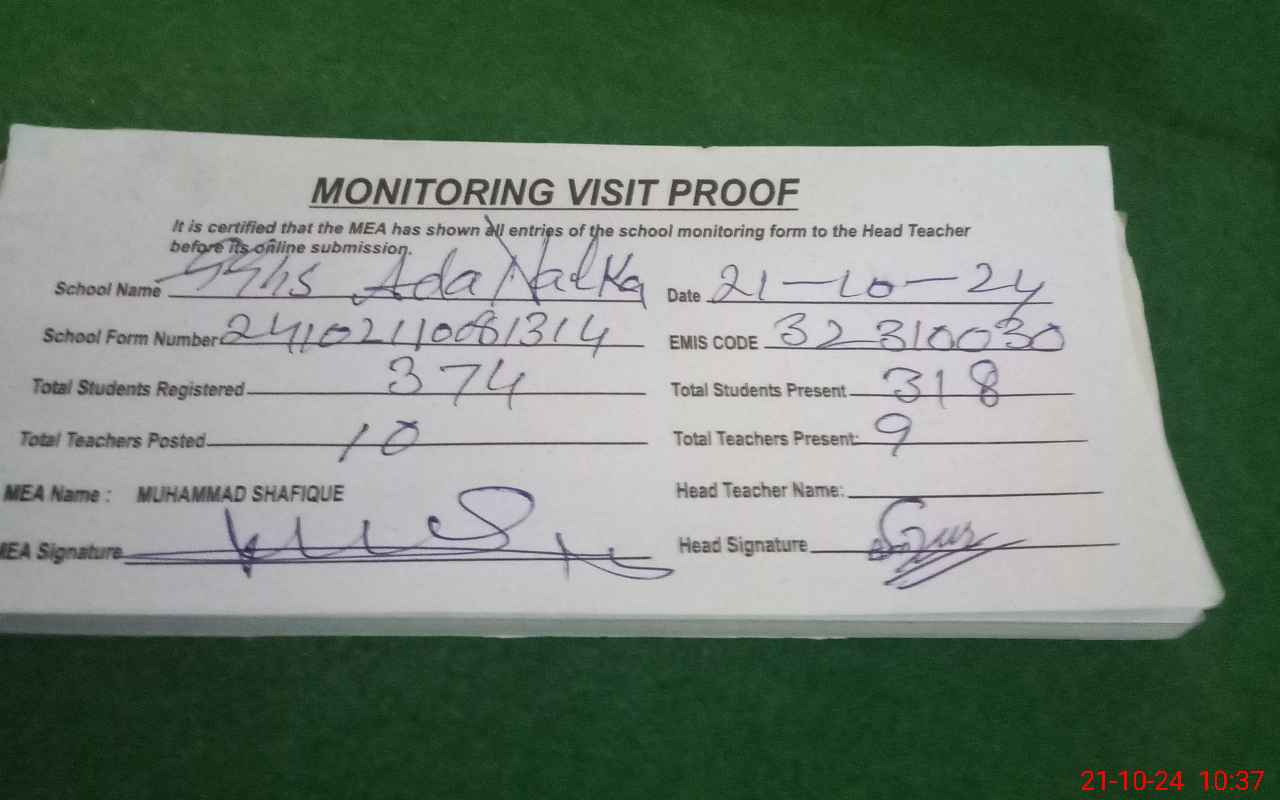 MONITORING VISIT PROOF
It is certified that the MEA has shown all entries of the school monitoring form to the Head Teacher
before its online submission.
School Name GGHS Ada Nalka Date 21-10-24
School Form Number 24102110081314 EMIS CODE 32310030
Total Students Registered 374 Total Students Present 318
Total Teachers Posted 10 Total Teachers Present: 9
MEA Name : MUHAMMAD SHAFIQUE Head Teacher Name:
MEA Signature Head Signature
21-10-24 10:37